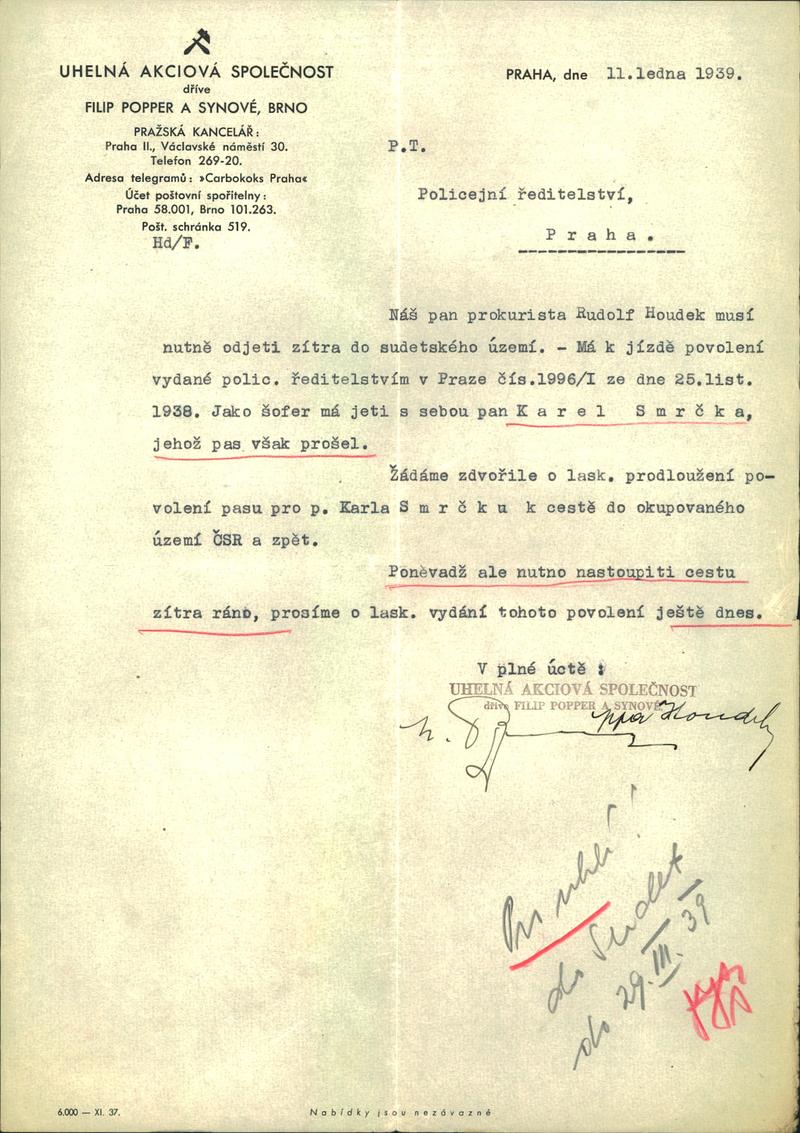 UHELNÁ AKCIOVÁ SPOLEČNOST
dříve
FILIP POPPER A SYNOVÉ, BRNO
PRAŽSKÁ KANCELÁŘ:
Praha II., Václavské náměstí 30.
Telefon 269-20.
Adresa telegramů: »Carbokoks Praha«
Účet poštovní spořitelny:
Praha 58.001, Brno 101.263.
Pošt. schránka 519.
Hd/F.
PRAHA, dne 11.ledna 1939.
P.T.
Policejní ředitelství,
P r a h a .
Náš pan prokurista Rudolf Houdek musí
nutně odjeti zítra do sudetského území. - Má k jízdě povolení
vydané polic. ředitelstvím v Praze čís.1996/I ze dne 25.list.
1938. Jako šofer má jeti s sebou pan K a r e l  S m r č k a,
jehož pas však prošel.
Žádáme zdvořile o lask. prodloužení po-
volení pasu pro p. Karla S m r č k u k cestě do okupovaného
území ČSR a zpět.
Poněvadž ale nutno nastoupiti cestu
zítra ráno, prosíme o lask. vydání tohoto povolení ještě dnes.
V plné úctě :
UHELNÁ AKCIOVÁ SPOLEČNOST
dříve FILIP POPPER A SYNOVÉ
ppa Houdek
Pro uhlí!
do Sudet
do 29.III.39
6.000 — XI. 37.
Nabídky jsou nezávazné